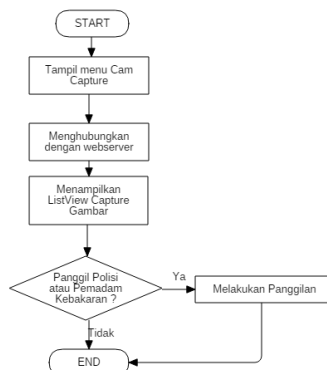 START
Tampil menu Cam
Capture
Menghubungkan
dengan webserver
Menampilkan
ListView Capture
Gambar
Panggil Polisi
atau Pemadam
Kebakaran ?
Ya
Melakukan Panggilan
Tidak
END